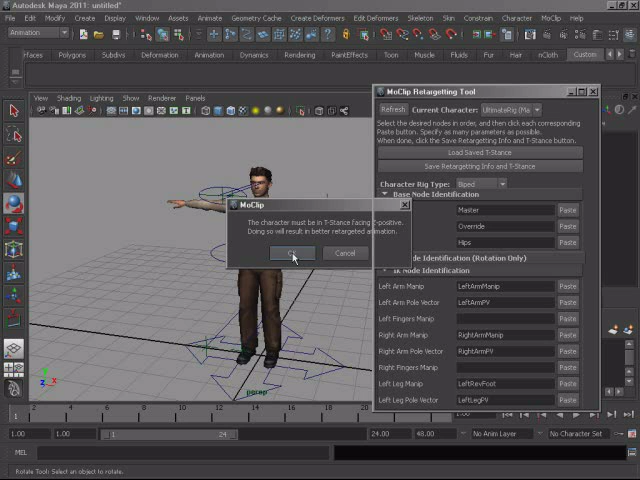 Autodesk Maya 2011: untitled*
File Edit Modify Create Display Window Assets Animate Geometry Cache Create Deformers Edit Deformers Skeleton Skin Constrain Character MoClip Help
Animation
faces Polygons Subdivs Deformation Animation Dynamics Rendering PaintEffects Toon Muscle Fluids Fur Hair nCloth Custom
View Shading Lighting Show Renderer Panels
MoClip Retargetting Tool
Refresh Current Character: UltimateRig (Ma
Select the desired nodes in order, and then click each corresponding
Paste button. Specify as many parameters as possible.
When done, click the Save Retargeting Info and T-Stance button.
Load Saved T-Stance
Save Retargeting Info and T-Stance
Character Rig Type: Biped
Base Node Identification
Master Paste
Override Paste
Hips Paste
MoClip
The character must be in T-Stance facing Z-positive.
Doing so will result in better retargeted animation.
OK Cancel
Node Identification (Rotation Only)
IK Node Identification
Left Arm Manip LeftArmManip Paste
Left Arm Pole Vector LeftArmPV Paste
Left Fingers Manip Paste
Right Arm Manip RightArmManip Paste
Right Arm Pole Vector RightArmPV Paste
Right Fingers Manip Paste
Left Leg Manip LeftRevFoot Paste
Left Leg Pole Vector LeftLegPV Paste
Y
Z X
persp
2 4 6 8 10 12 14 16 18
1 1.00
1.00 1.00 1 24 24.00 48.00 No Anim Layer No Character Set
MEL
Rotate Tool: Select an object to rotate.